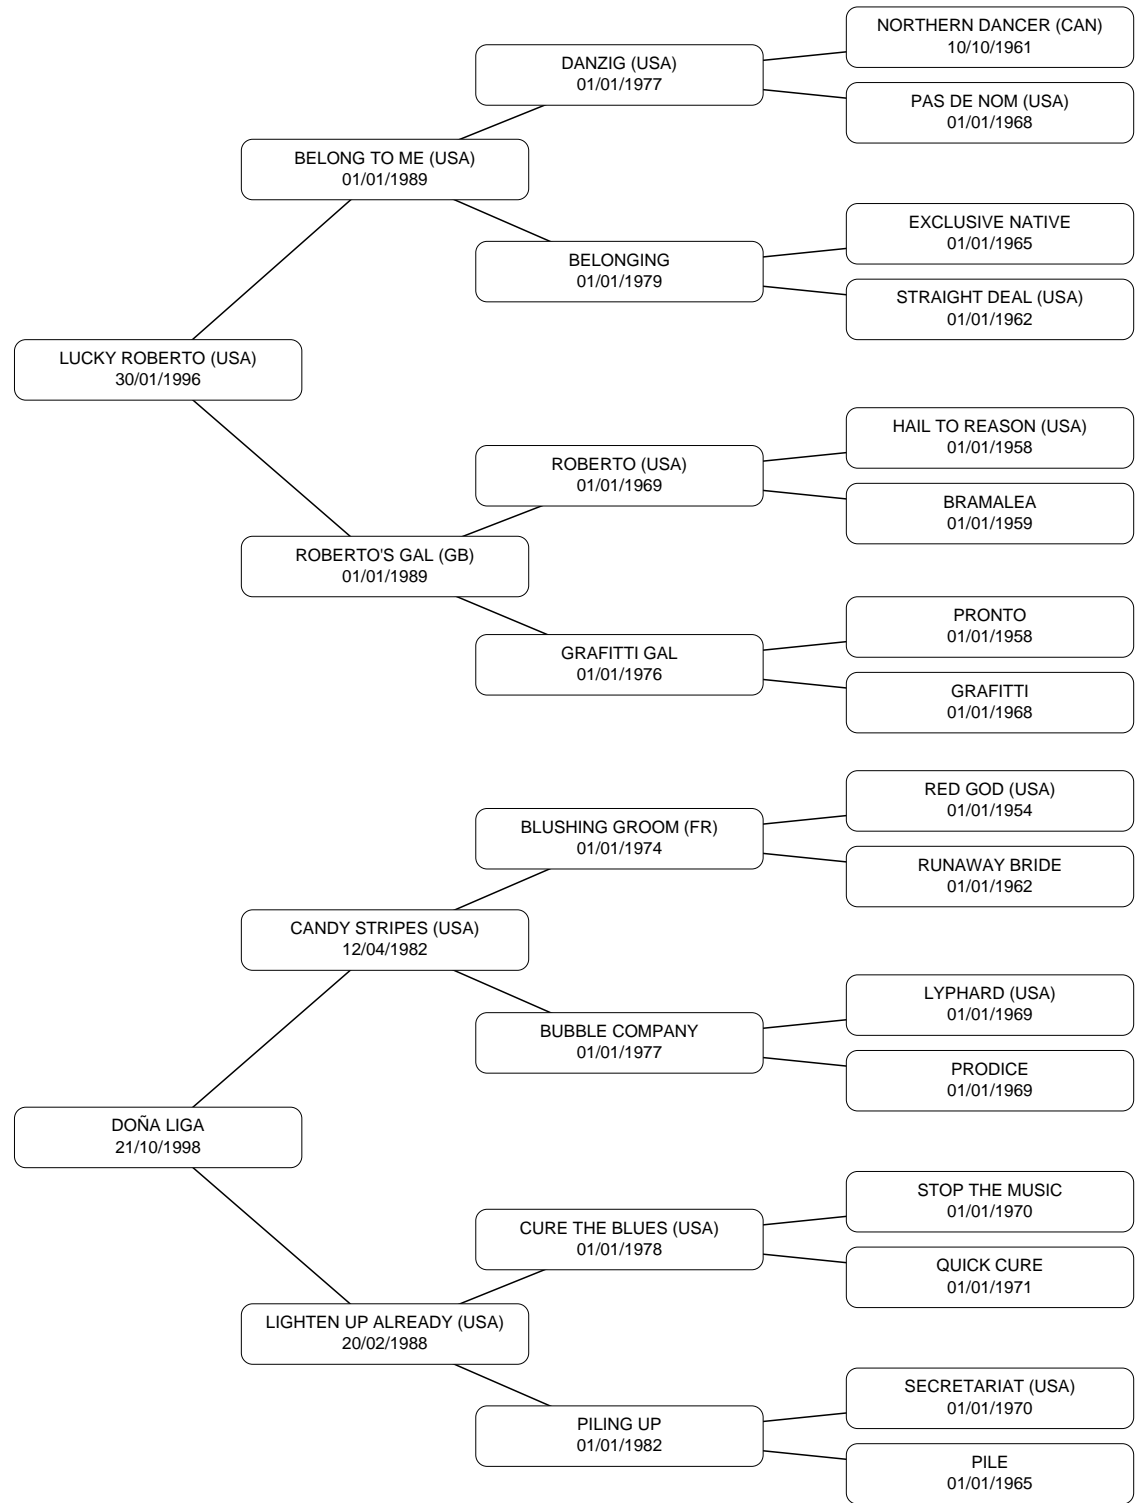 NORTHERN DANCER (CAN)
10/10/1961
DANZIG (USA)
01/01/1977
PAS DE NOM (USA)
01/01/1968
BELONG TO ME (USA)
01/01/1989
EXCLUSIVE NATIVE
01/01/1965
BELONGING
01/01/1979
STRAIGHT DEAL (USA)
01/01/1962
LUCKY ROBERTO (USA)
30/01/1996
HAIL TO REASON (USA)
01/01/1958
ROBERTO (USA)
01/01/1969
BRAMALEA
01/01/1959
ROBERTO'S GAL (GB)
01/01/1989
PRONTO
01/01/1958
GRAFITTI GAL
01/01/1976
GRAFITTI
01/01/1968
RED GOD (USA)
01/01/1954
BLUSHING GROOM (FR)
01/01/1974
RUNAWAY BRIDE
01/01/1962
CANDY STRIPES (USA)
12/04/1982
LYPHARD (USA)
01/01/1969
BUBBLE COMPANY
01/01/1977
PRODICE
01/01/1969
DOÑA LIGA
21/10/1998
STOP THE MUSIC
01/01/1970
CURE THE BLUES (USA)
01/01/1978
QUICK CURE
01/01/1971
LIGHTEN UP ALREADY (USA)
20/02/1988
SECRETARIAT (USA)
01/01/1970
PILING UP
01/01/1982
PILE
01/01/1965